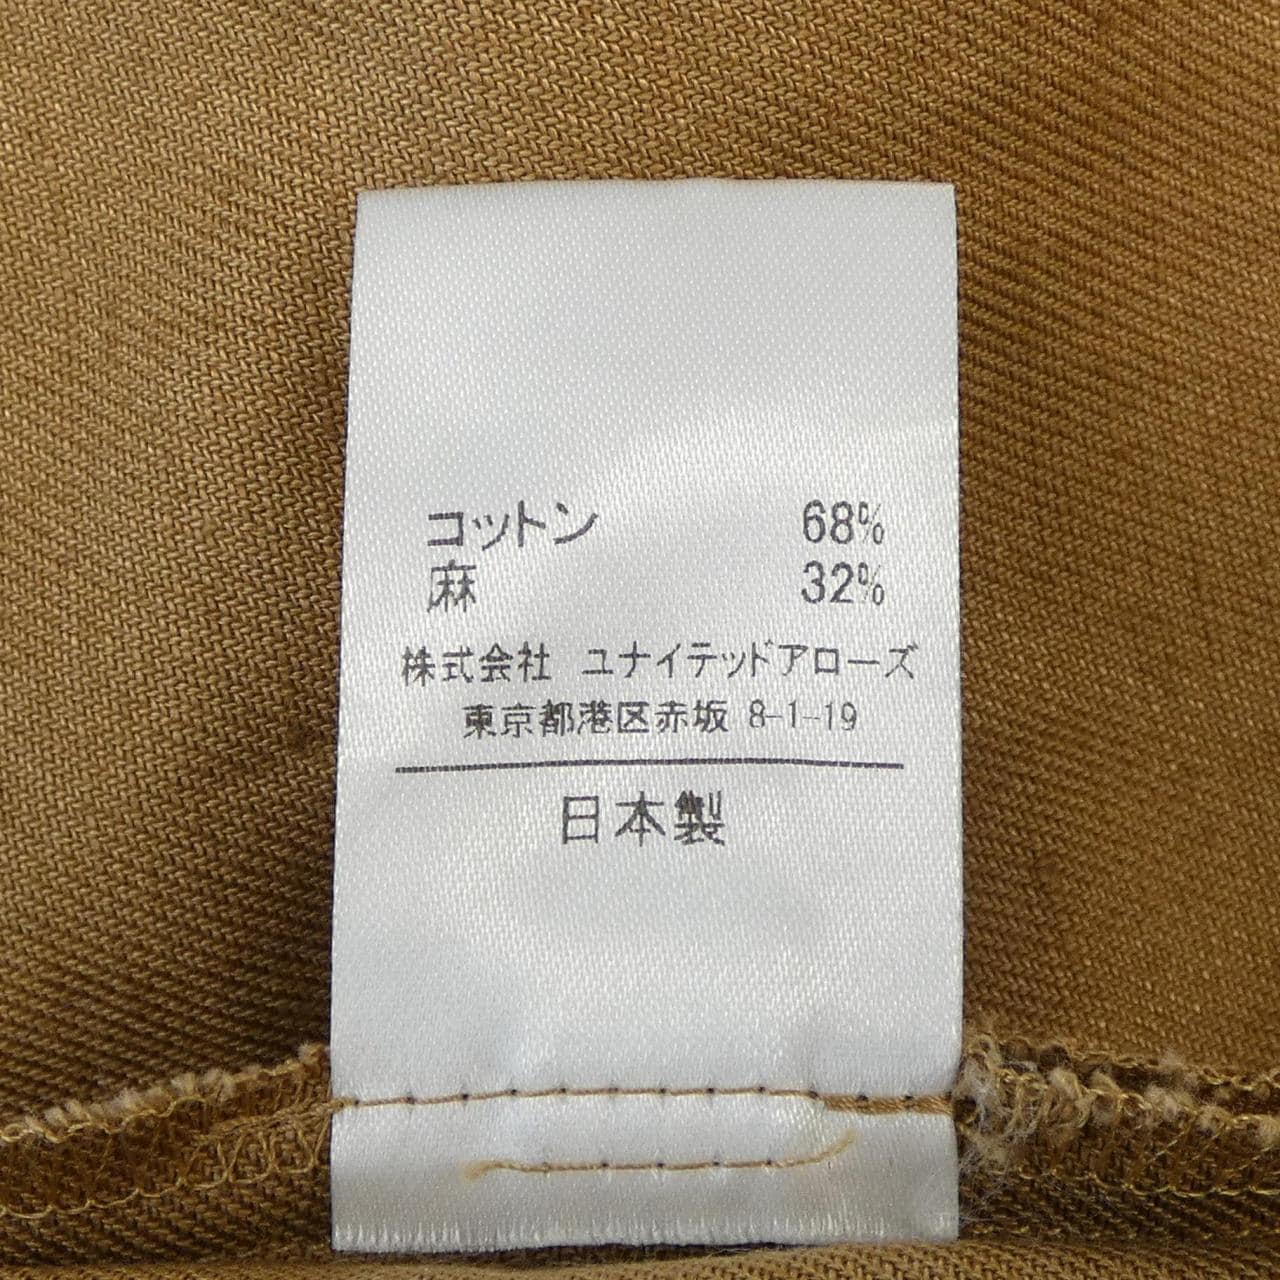 コットン 68%
麻 32%
株式会社 ユナイテッドアローズ
東京都港区赤坂 8-1-19
日本製